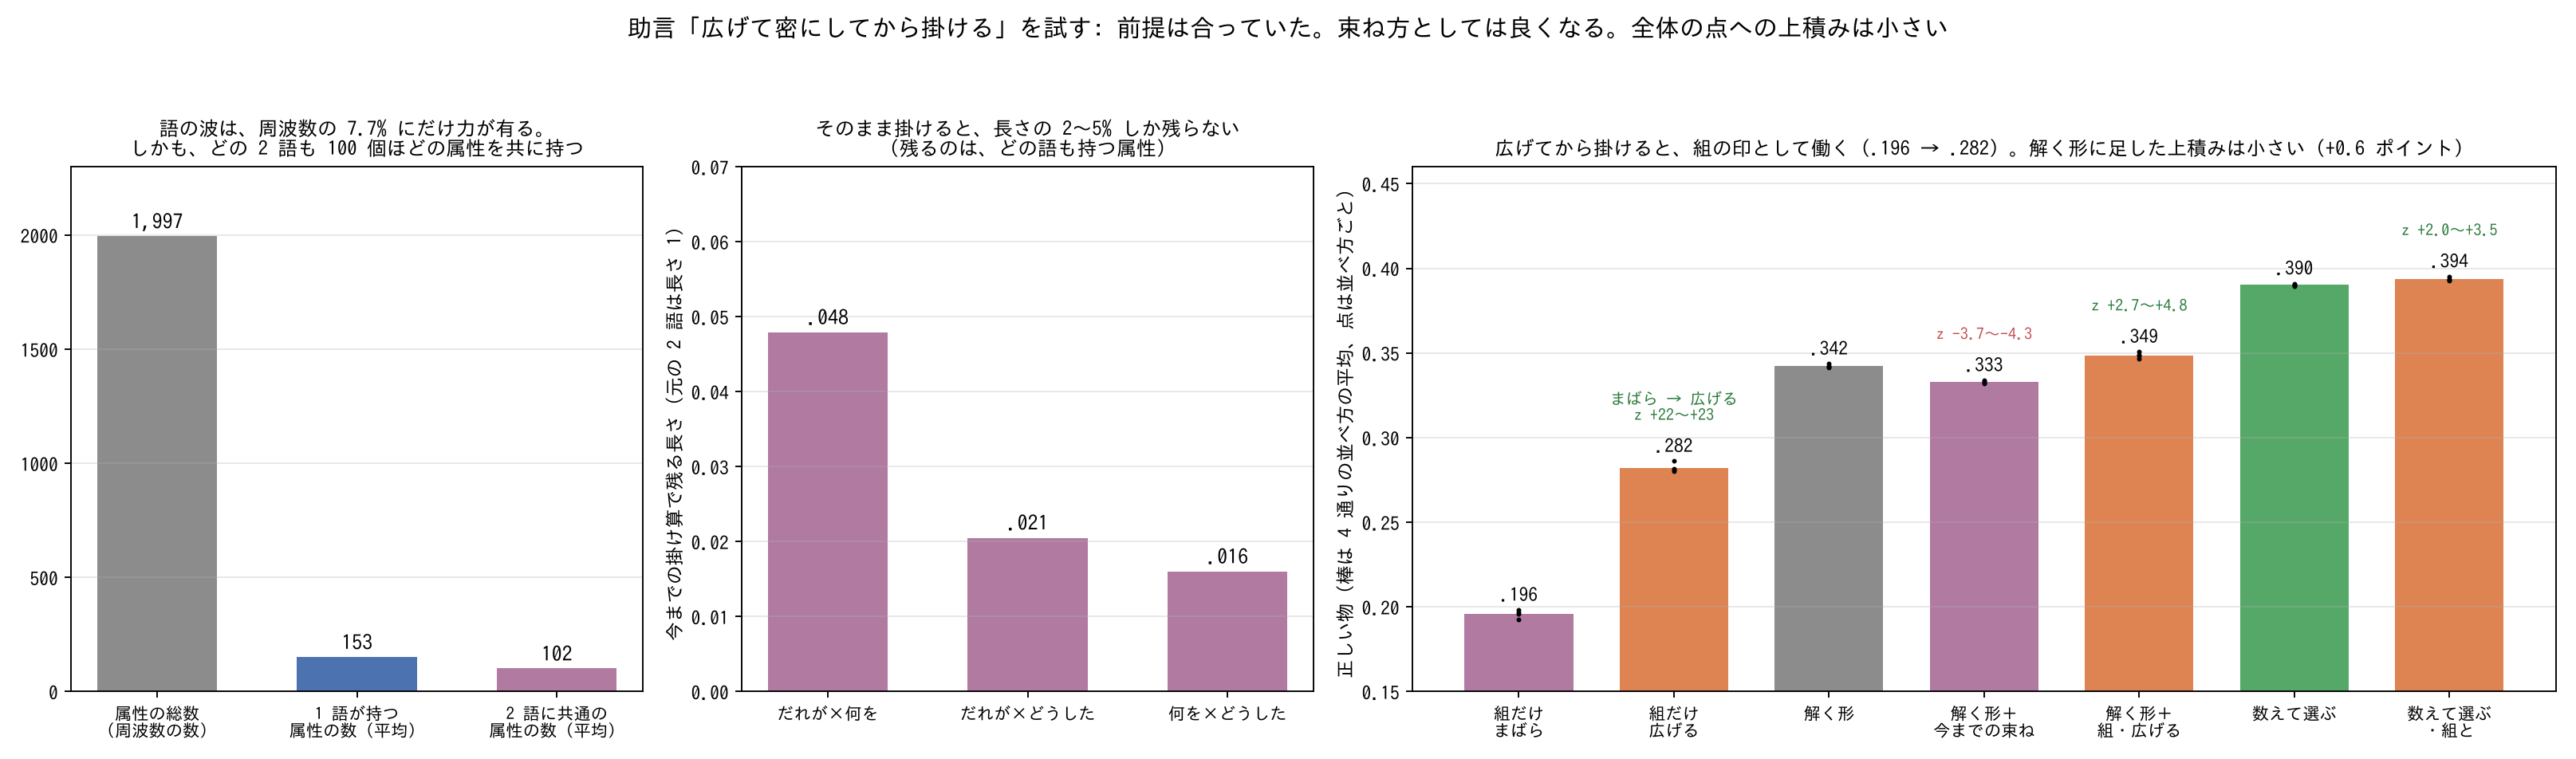 助言「広げて密にしてから掛ける」を試す: 前提は合っていた。束ね方としては良くなる。全体の点への上積みは小さい
語の波は、周波数の 7.7% にだけ力が有る。
しかも、どの 2 語も 100 個ほどの属性を共に持つ
2000
1500
1000
500
0
1,997
153
102
属性の総数
(周波数の数)
1 語が持つ
属性の数 (平均)
2 語に共通の
属性の数 (平均)
そのまま掛けると、長さの 2〜5% しか残らない
(残るのは、どの語も持つ属性)
今までの掛け算で残る長さ (元の 2 語は長さ 1)
0.07
0.06
0.05
0.04
0.03
0.02
0.01
0.00
.048
.021
.016
だれが×何を
だれが×どうした
何を×どうした
広げてから掛けると、組の印として働く (.196 → .282) 。解く形に足した上積みは小さい (+0.6 ポイント)
正しい物 (棒は 4 通りの並べ方の平均、点は並べ方ごと)
0.45
0.40
0.35
0.30
0.25
0.20
0.15
.196
まばら → 広げる
z +22〜+23
.282
.342
z -3.7〜-4.3
.333
z +2.7〜+4.8
.349
.390
z +2.0〜+3.5
.394
組だけ
まばら
組だけ
広げる
解く形
解く形＋
今までの束ね
解く形＋
組・広げる
数えて選ぶ
数えて選ぶ
・組と